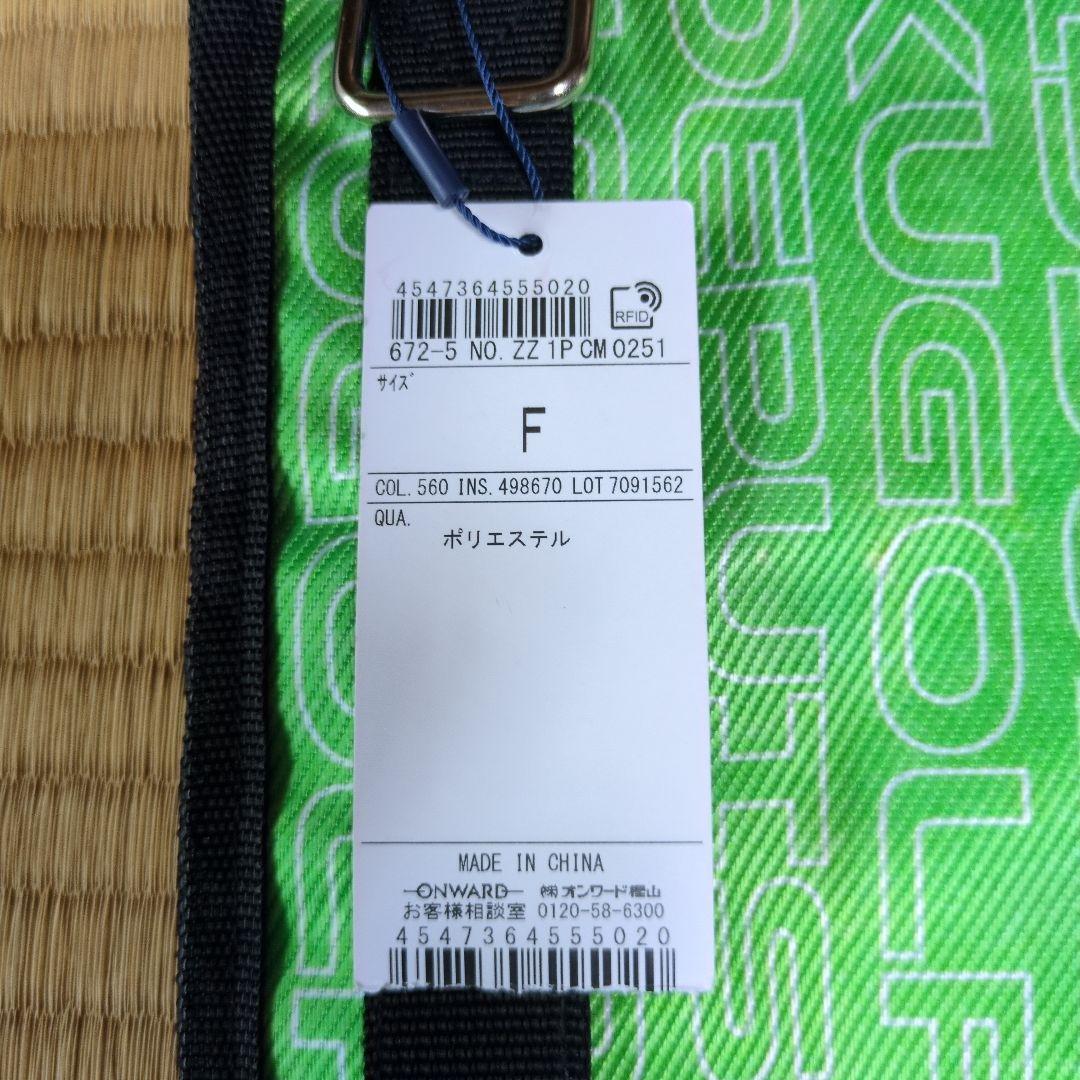 4547364555020
RFID
672-5 NO. ZZ 1P CM 0251
サイズ
F
COL. 560 INS. 498670 LOT 7091562
QUA.
ポリエステル
MADE IN CHINA
ONWARD ㈱オンワード樫山
お客様相談室 0120-58-6300
4547364555020
KUGOLF